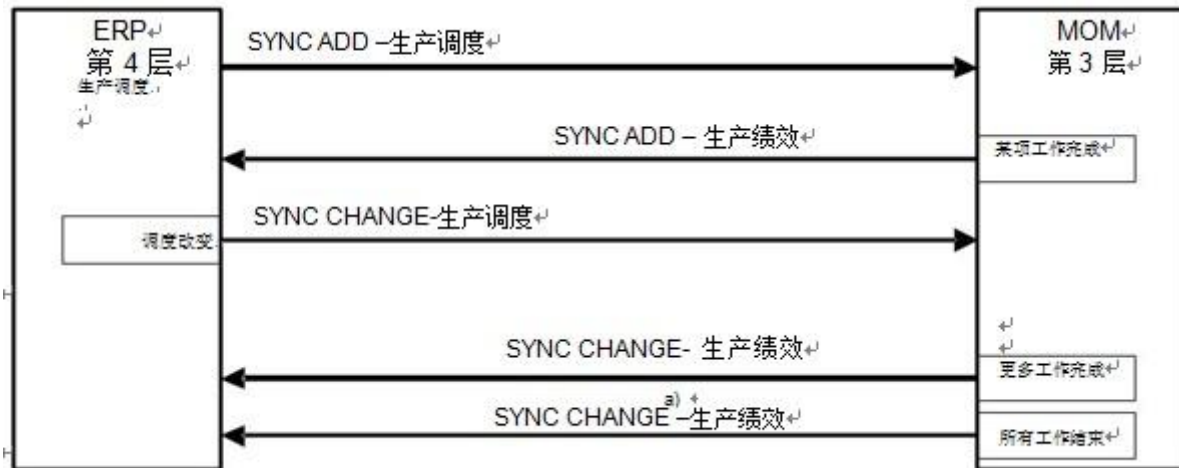 ERP
第 4 层
生产调度
SYNC ADD –生产调度
MOM
第 3 层
SYNC ADD – 生产绩效
某项工作完成
SYNC CHANGE-生产调度
调度改变
SYNC CHANGE- 生产绩效
更多工作完成
a)
SYNC CHANGE –生产绩效
所有工作结束